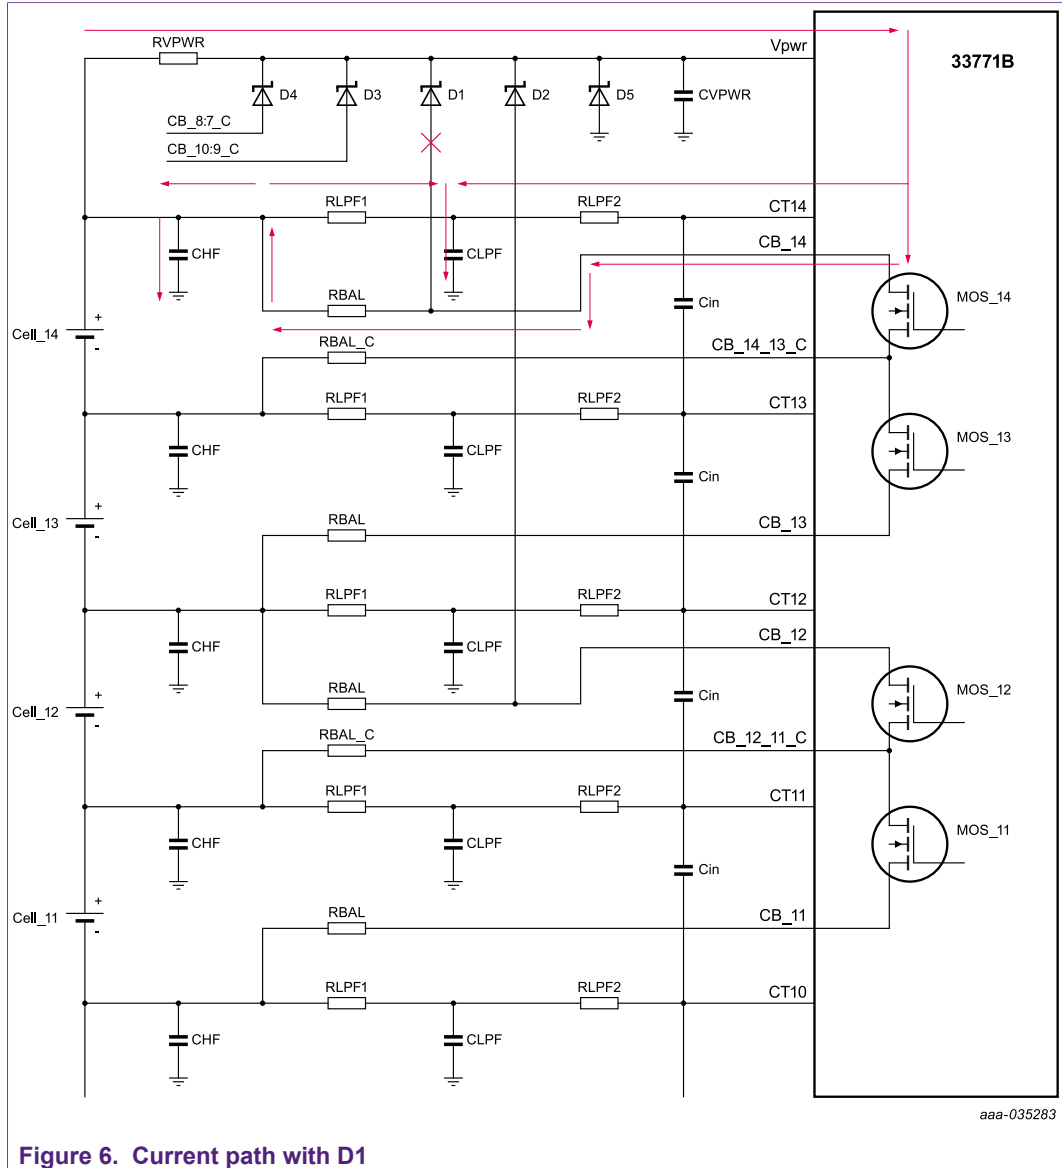 RVPWR
Vpwr
33771B
D4
D3
D1
D2
D5
CVPWR
CB_8:7_C
CB_10:9_C
RLPF1
RLPF2
CT14
CB_14
CHF
CLPF
RBAL
Cin
MOS_14
+
Cell_14
-
RBAL_C
CB_14_13_C
RLPF1
RLPF2
CT13
CHF
CLPF
MOS_13
Cin
+
Cell_13
-
RBAL
CB_13
RLPF1
RLPF2
CT12
CB_12
CHF
CLPF
RBAL
Cin
MOS_12
+
Cell_12
-
RBAL_C
CB_12_11_C
RLPF1
RLPF2
CT11
CHF
CLPF
MOS_11
Cin
+
Cell_11
-
RBAL
CB_11
RLPF1
RLPF2
CT10
CHF
CLPF
aaa-035283
Figure 6. Current path with D1